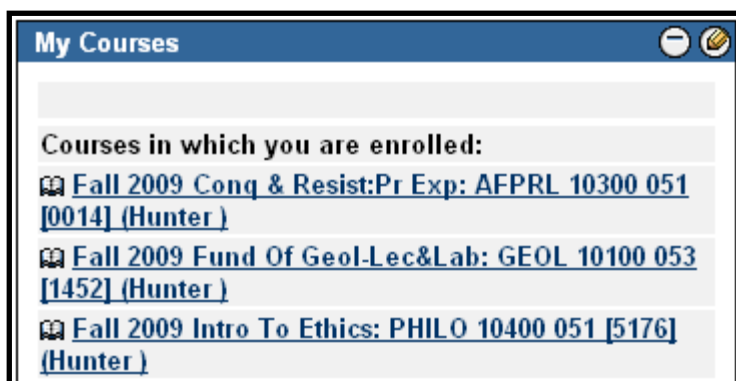 My Courses
Courses in which you are enrolled:
Fall 2009 Conq & Resist:Pr Exp: AFPRL 10300 051
[0014] (Hunter )
Fall 2009 Fund Of Geol-Lec&Lab: GEOL 10100 053
[1452] (Hunter )
Fall 2009 Intro To Ethics: PHILO 10400 051 [5176]
(Hunter )